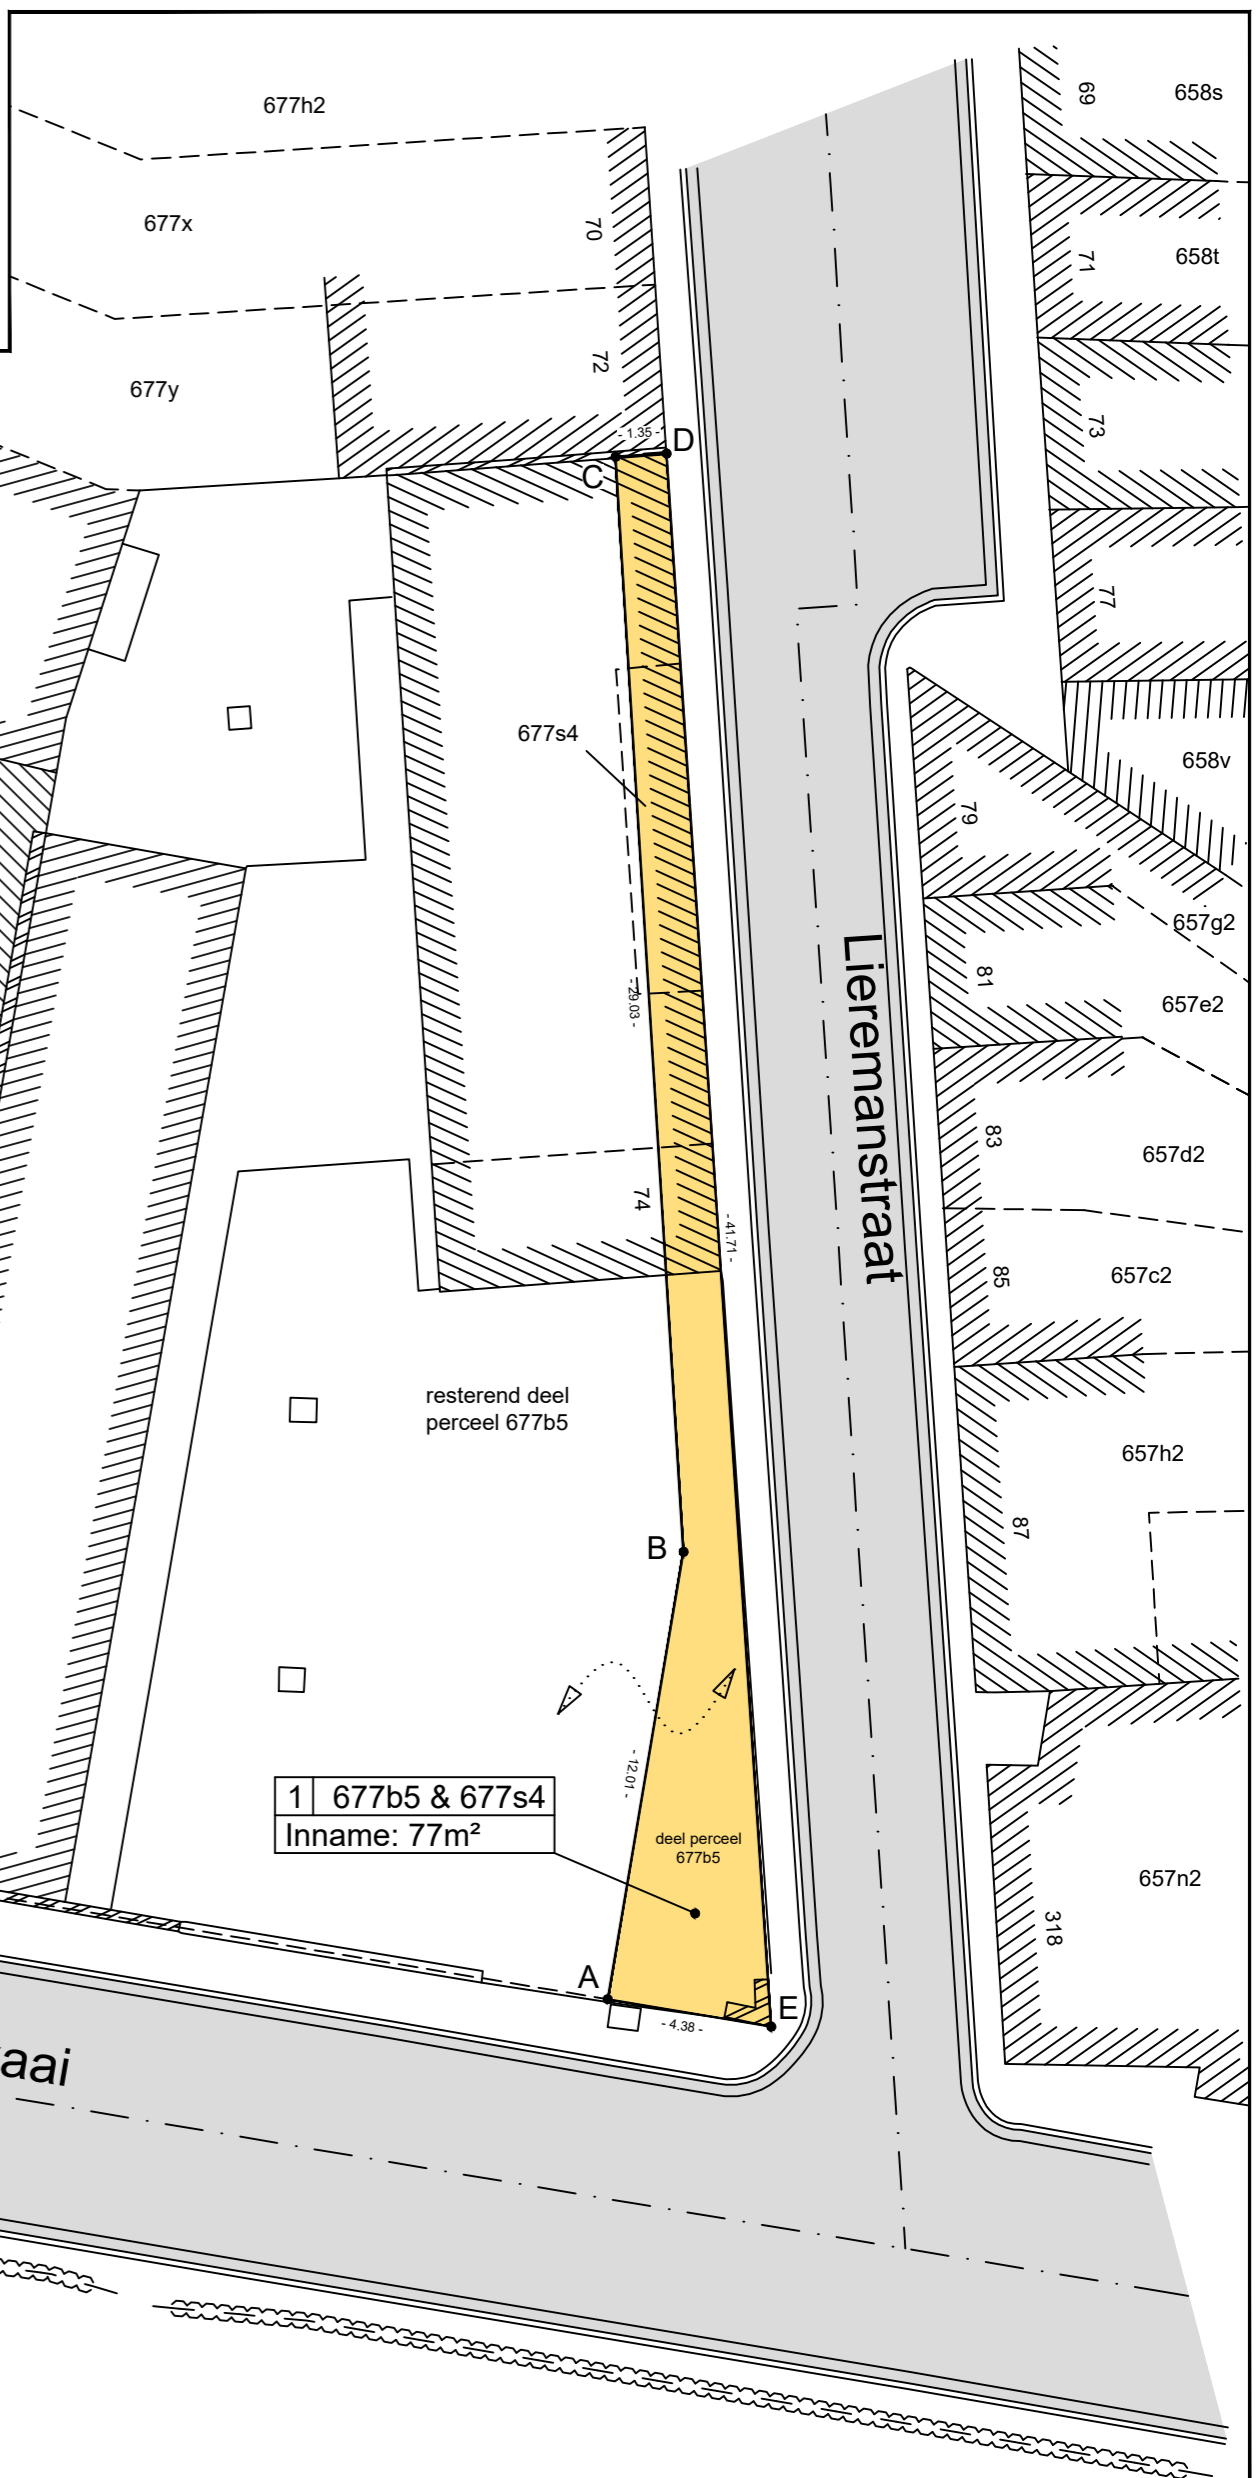 677h2
69
658s
677x
70
71
658t
72
677y
73
- 1.35 -
D
C
77
677s4
658v
79
657g2
Lieremanstraat
81
657e2
- 29.03 -
83
657d2
74
- 41.71 -
85
657c2
resterend deel
perceel 677b5
657h2
87
B
- 12.01 -
1 677b5 & 677s4
Inname: 77m²
deel perceel
677b5
657n2
318
A
E
- 4.38 -
aai